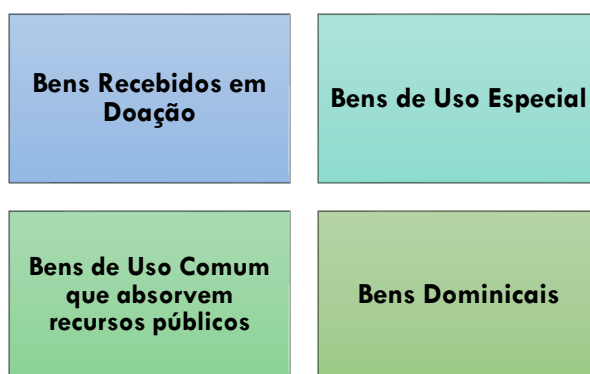 Bens Recebidos em
Doação
Bens de Uso Especial
Bens de Uso Comum
que absorvem
recursos públicos
Bens Dominicais